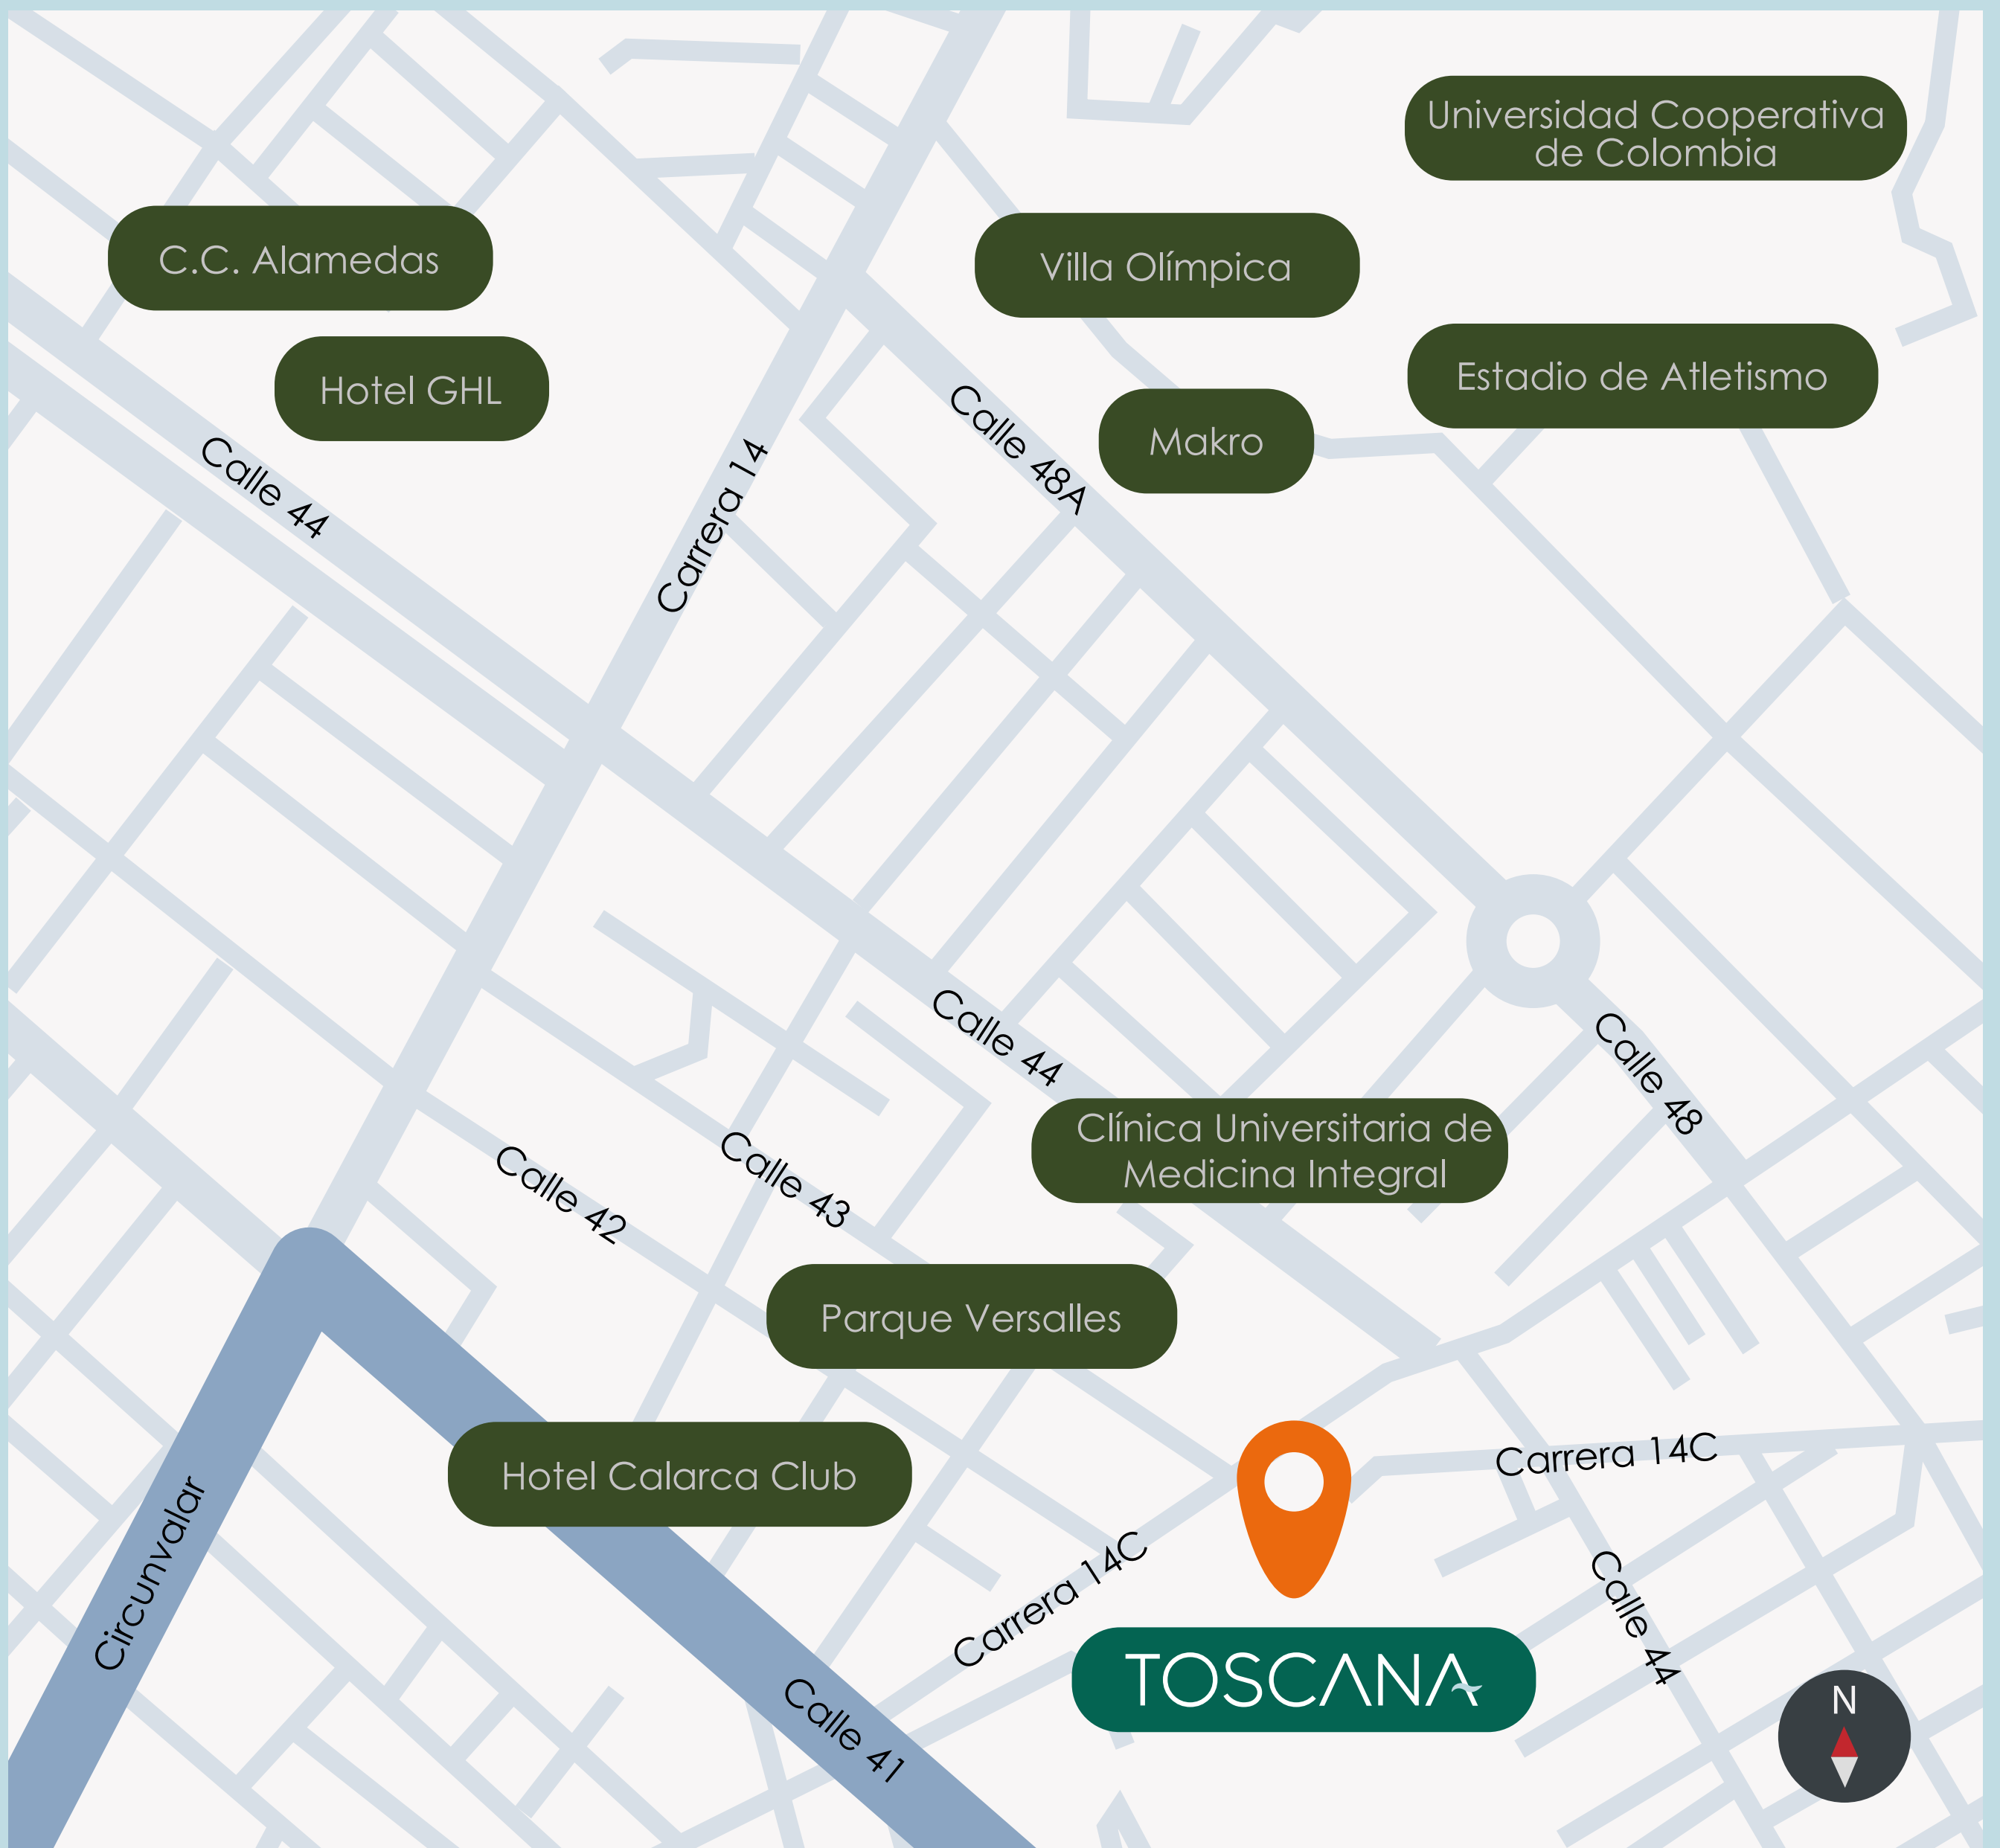 Universidad Cooperativa
de Colombia
C.C. Alamedas
Villa Olímpica
Hotel GHL
Estadio de Atletismo
Makro
Calle 48A
Calle 44
Carrera 14
Calle 44
Calle 48
Clínica Universitaria de
Medicina Integral
Calle 42
Calle 43
Parque Versalles
Hotel Calarca Club
Carrera 14C
Circunvalar
Carrera 14C
Calle 44
TOSCANA
Calle 41
N